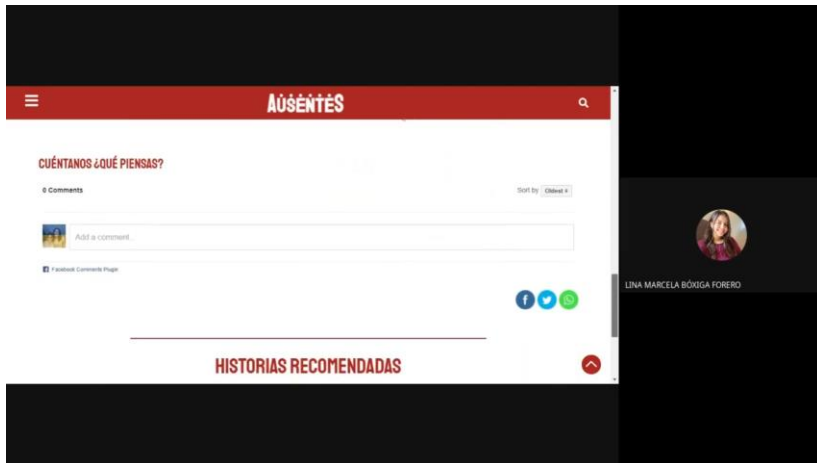 AUSENTES
CUÉNTANOS ¿QUÉ PIENSAS?
0 Comments
Sort by Oldest
Add a comment...
Facebook Comments Plugin
HISTORIAS RECOMENDADAS
LINA MARCELA BÓXIGA FORERO